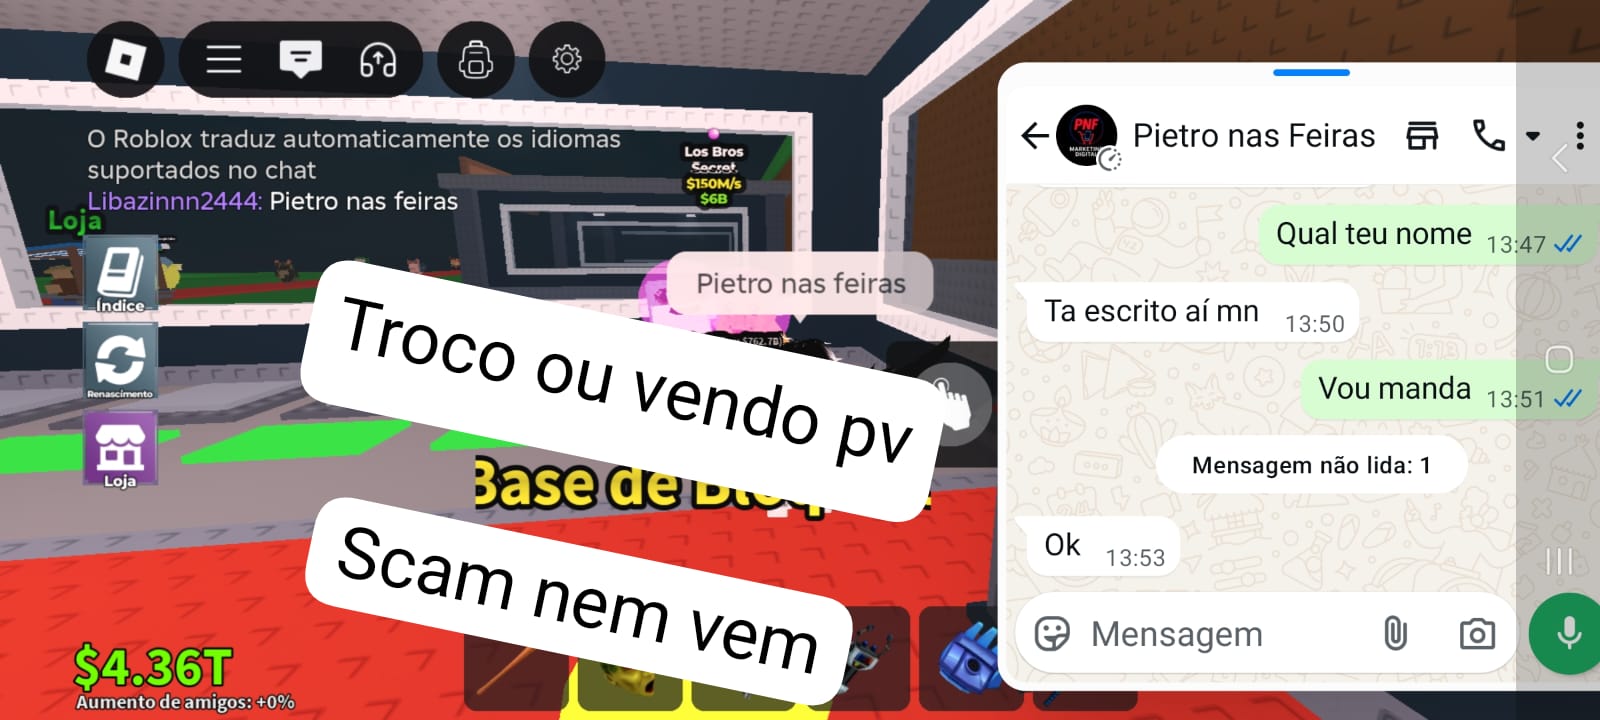 O Roblox traduz automaticamente os idiomas
suportados no chat
Libazinnn2444: Pietro nas feiras
Loja
Índice
Renascimento
Loja
Los Bros
Secret
$150M/s
$6B
Pietro nas feiras
Troco ou vendo pv
Base de
Scam nem vem
$4.36T
Aumento de amigos: +0%
PNF
MARKETING
DIGITAL
Pietro nas Feiras
Qual teu nome 13:47
Ta escrito aí mn 13:50
Vou manda 13:51
Mensagem não lida: 1
Ok 13:53
Mensagem